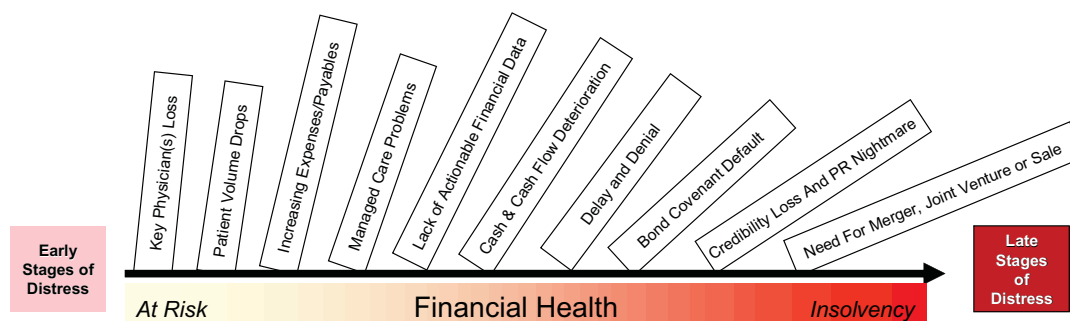 Key Physician(s) Loss
Patient Volume Drops
Increasing Expenses/Payables
Managed Care Problems
Lack of Actionable Financial Data
Cash & Cash Flow Deterioration
Delay and Denial
Bond Covenant Default
Credibility Loss And PR Nightmare
Need For Merger, Joint Venture or Sale
Early
Stages of
Distress
Late
Stages
of
Distress
At Risk
Financial Health
Insolvency